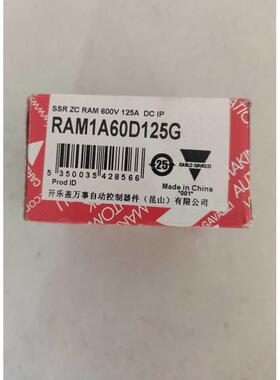 SSR ZC RAM 600V 125A DC IP
RAM1A60D125G
25
CARLO GAVAZZI
5 350035 428566
Prod ID
Made in China
"001"
开乐盖万事自动控制器件（昆山）有限公司